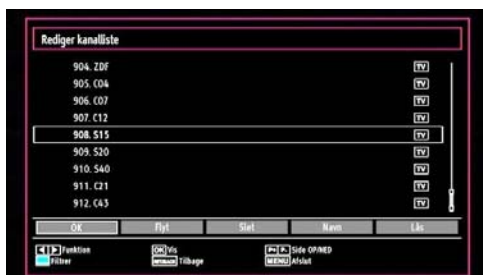 Rediger kanalliste
904. ZDF TV
905. C04 TV
906. C07 TV
907. C12 TV
908. S15 TV
909. S20 TV
910. S40 TV
911. C21 TV
912. C43 TV
OK Flyt Slet Navn Lås
Funktion OK Vis P+ P- Side OP/NED
Filtrer Tilbage MENU Afslut